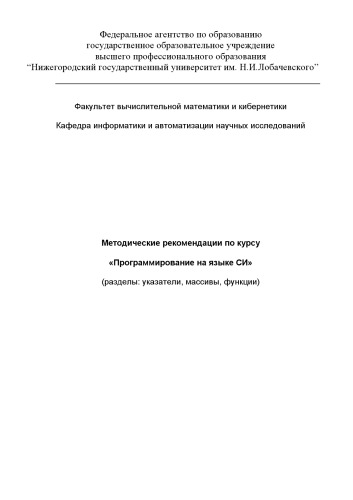 Федеральное агентство по образованию
государственное образовательное учреждение
высшего профессионального образования
“Нижегородский государственный университет им. Н.И.Лобачевского”
Факультет вычислительной математики и кибернетики
Кафедра информатики и автоматизации научных исследований
Методические рекомендации по курсу
«Программирование на языке СИ»
(разделы: указатели, массивы, функции)